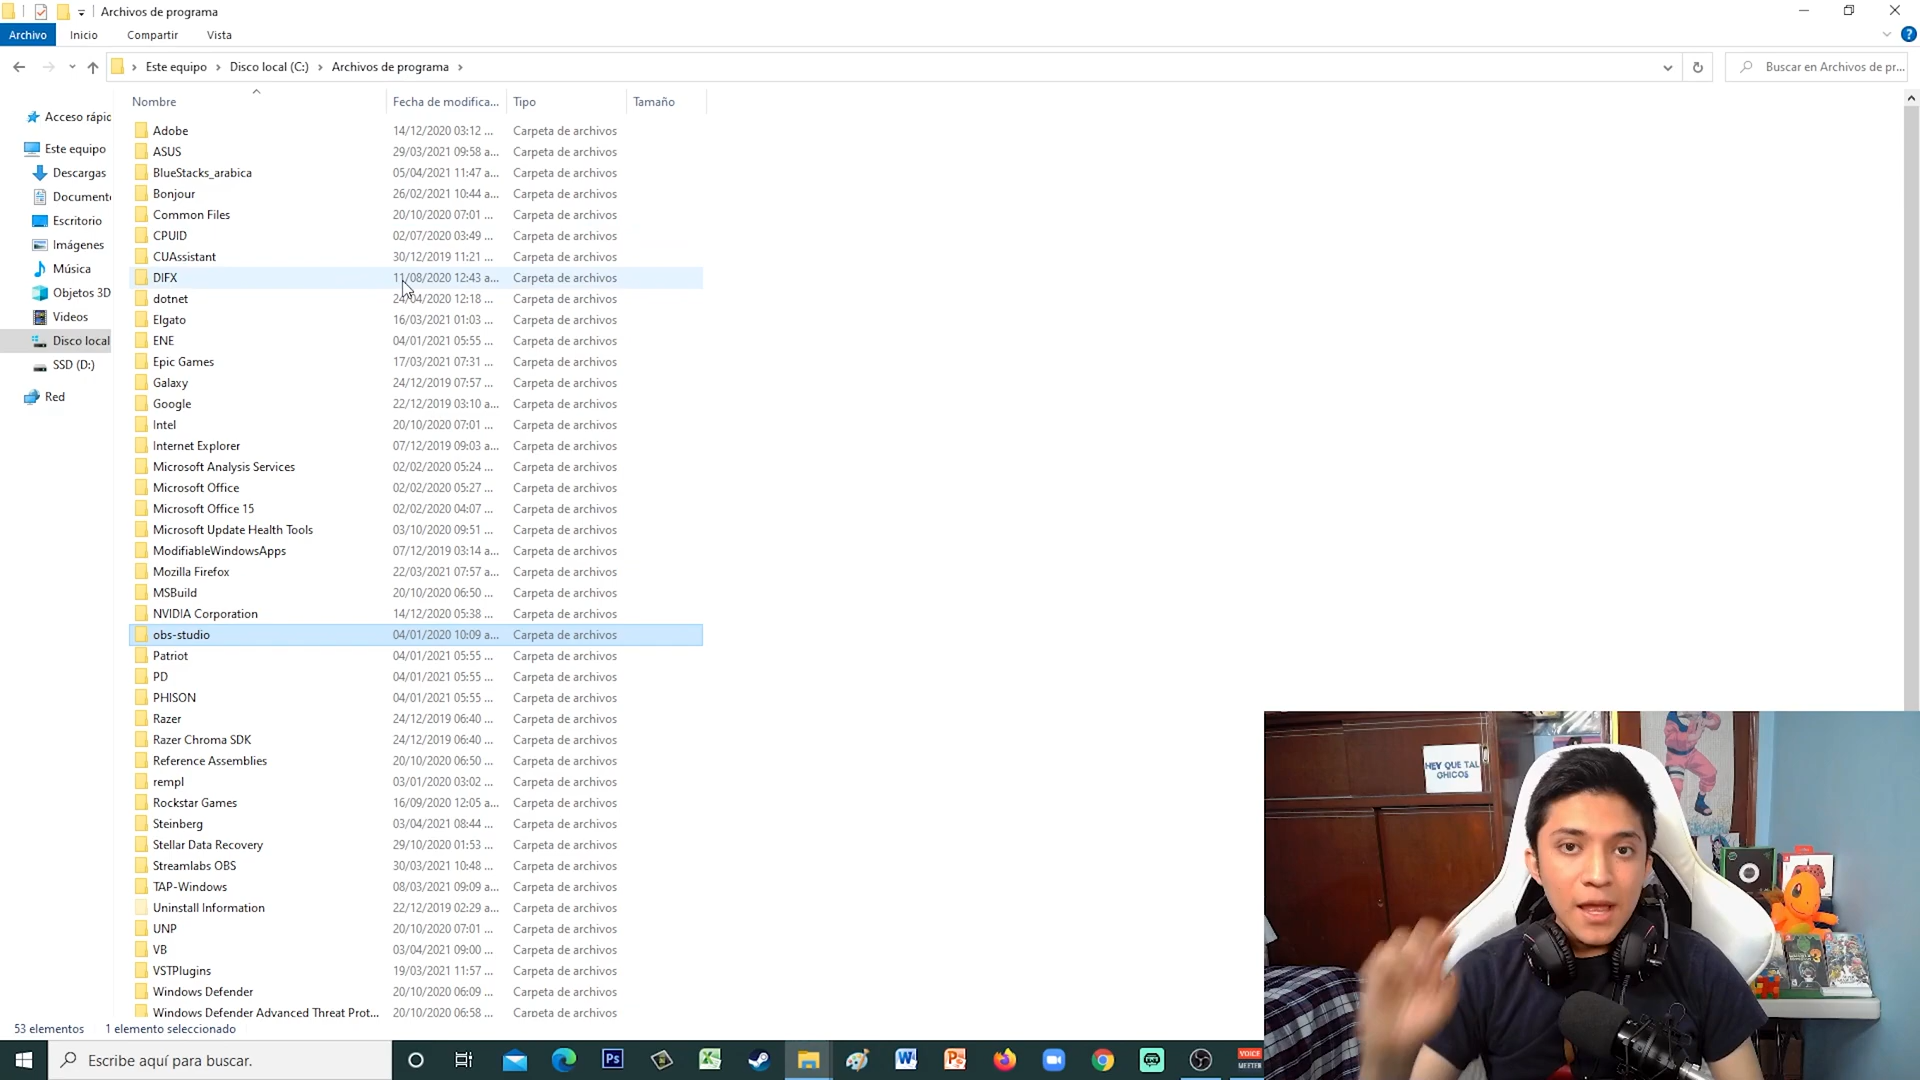 Archivos de programa
Archivo Inicio Compartir Vista
Este equipo Disco local (C:) Archivos de programa
Buscar en Archivos de pr...
Nombre Fecha de modifica... Tipo Tamaño
Acceso rápic
Este equipo
Descargas
Document
Escritorio
Imágenes
Música
Objetos 3D
Videos
Disco local
SSD (D:)
Red
Adobe 14/12/2020 03:12 ... Carpeta de archivos
ASUS 29/03/2021 09:58 a... Carpeta de archivos
BlueStacks_arabica 05/04/2021 11:47 a... Carpeta de archivos
Bonjour 26/02/2021 10:44 a... Carpeta de archivos
Common Files 20/10/2020 07:01 ... Carpeta de archivos
CPUID 02/07/2020 03:49 ... Carpeta de archivos
CUAssistant 30/12/2019 11:21 ... Carpeta de archivos
DIFX 11/08/2020 12:43 a... Carpeta de archivos
dotnet 24/04/2020 12:18 ... Carpeta de archivos
Elgato 16/03/2021 01:03 ... Carpeta de archivos
ENE 04/01/2021 05:55 ... Carpeta de archivos
Epic Games 17/03/2021 07:31 ... Carpeta de archivos
Galaxy 24/12/2019 07:57 ... Carpeta de archivos
Google 22/12/2019 03:10 a... Carpeta de archivos
Intel 20/10/2020 07:01 ... Carpeta de archivos
Internet Explorer 07/12/2019 09:03 a... Carpeta de archivos
Microsoft Analysis Services 02/02/2020 05:24 ... Carpeta de archivos
Microsoft Office 02/02/2020 05:27 ... Carpeta de archivos
Microsoft Office 15 02/02/2020 04:07 ... Carpeta de archivos
Microsoft Update Health Tools 03/10/2020 09:51 ... Carpeta de archivos
ModifiableWindowsApps 07/12/2019 03:14 a... Carpeta de archivos
Mozilla Firefox 22/03/2021 07:57 a... Carpeta de archivos
MSBuild 20/10/2020 06:50 ... Carpeta de archivos
NVIDIA Corporation 14/12/2020 05:38 ... Carpeta de archivos
obs-studio 04/01/2020 10:09 a... Carpeta de archivos
Patriot 04/01/2021 05:55 ... Carpeta de archivos
PD 04/01/2021 05:55 ... Carpeta de archivos
PHISON 04/01/2021 05:55 ... Carpeta de archivos
Razer 24/12/2019 06:40 ... Carpeta de archivos
Razer Chroma SDK 24/12/2019 06:40 ... Carpeta de archivos
Reference Assemblies 20/10/2020 06:50 ... Carpeta de archivos
rempl 03/01/2020 03:02 ... Carpeta de archivos
Rockstar Games 16/09/2020 12:05 a... Carpeta de archivos
Steinberg 03/04/2021 08:44 ... Carpeta de archivos
Stellar Data Recovery 29/10/2020 01:53 ... Carpeta de archivos
Streamlabs OBS 30/03/2021 10:48 ... Carpeta de archivos
TAP-Windows 08/03/2021 09:09 a... Carpeta de archivos
Uninstall Information 22/12/2019 02:29 a... Carpeta de archivos
UNP 20/10/2020 07:01 ... Carpeta de archivos
VB 03/04/2021 09:00 ... Carpeta de archivos
VSTPlugins 19/03/2021 11:57 ... Carpeta de archivos
Windows Defender 20/10/2020 06:09 ... Carpeta de archivos
Windows Defender Advanced Threat Prot... 20/10/2020 06:58 ... Carpeta de archivos
53 elementos 1 elemento seleccionado
HEY QUE TAL
CHICOS
Escribe aquí para buscar.
Ps
VOICE
MEETER